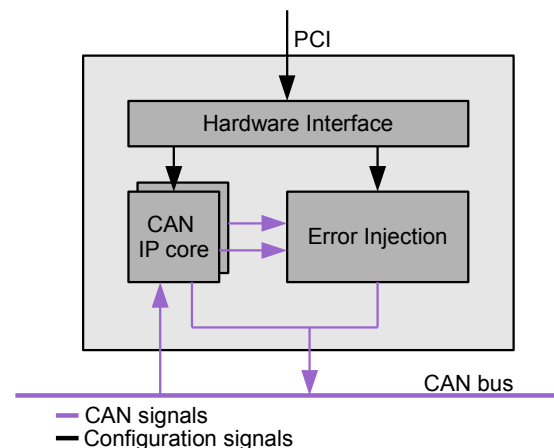 PCI
Hardware Interface
CAN
IP core
Error Injection
CAN bus
CAN signals
Configuration signals